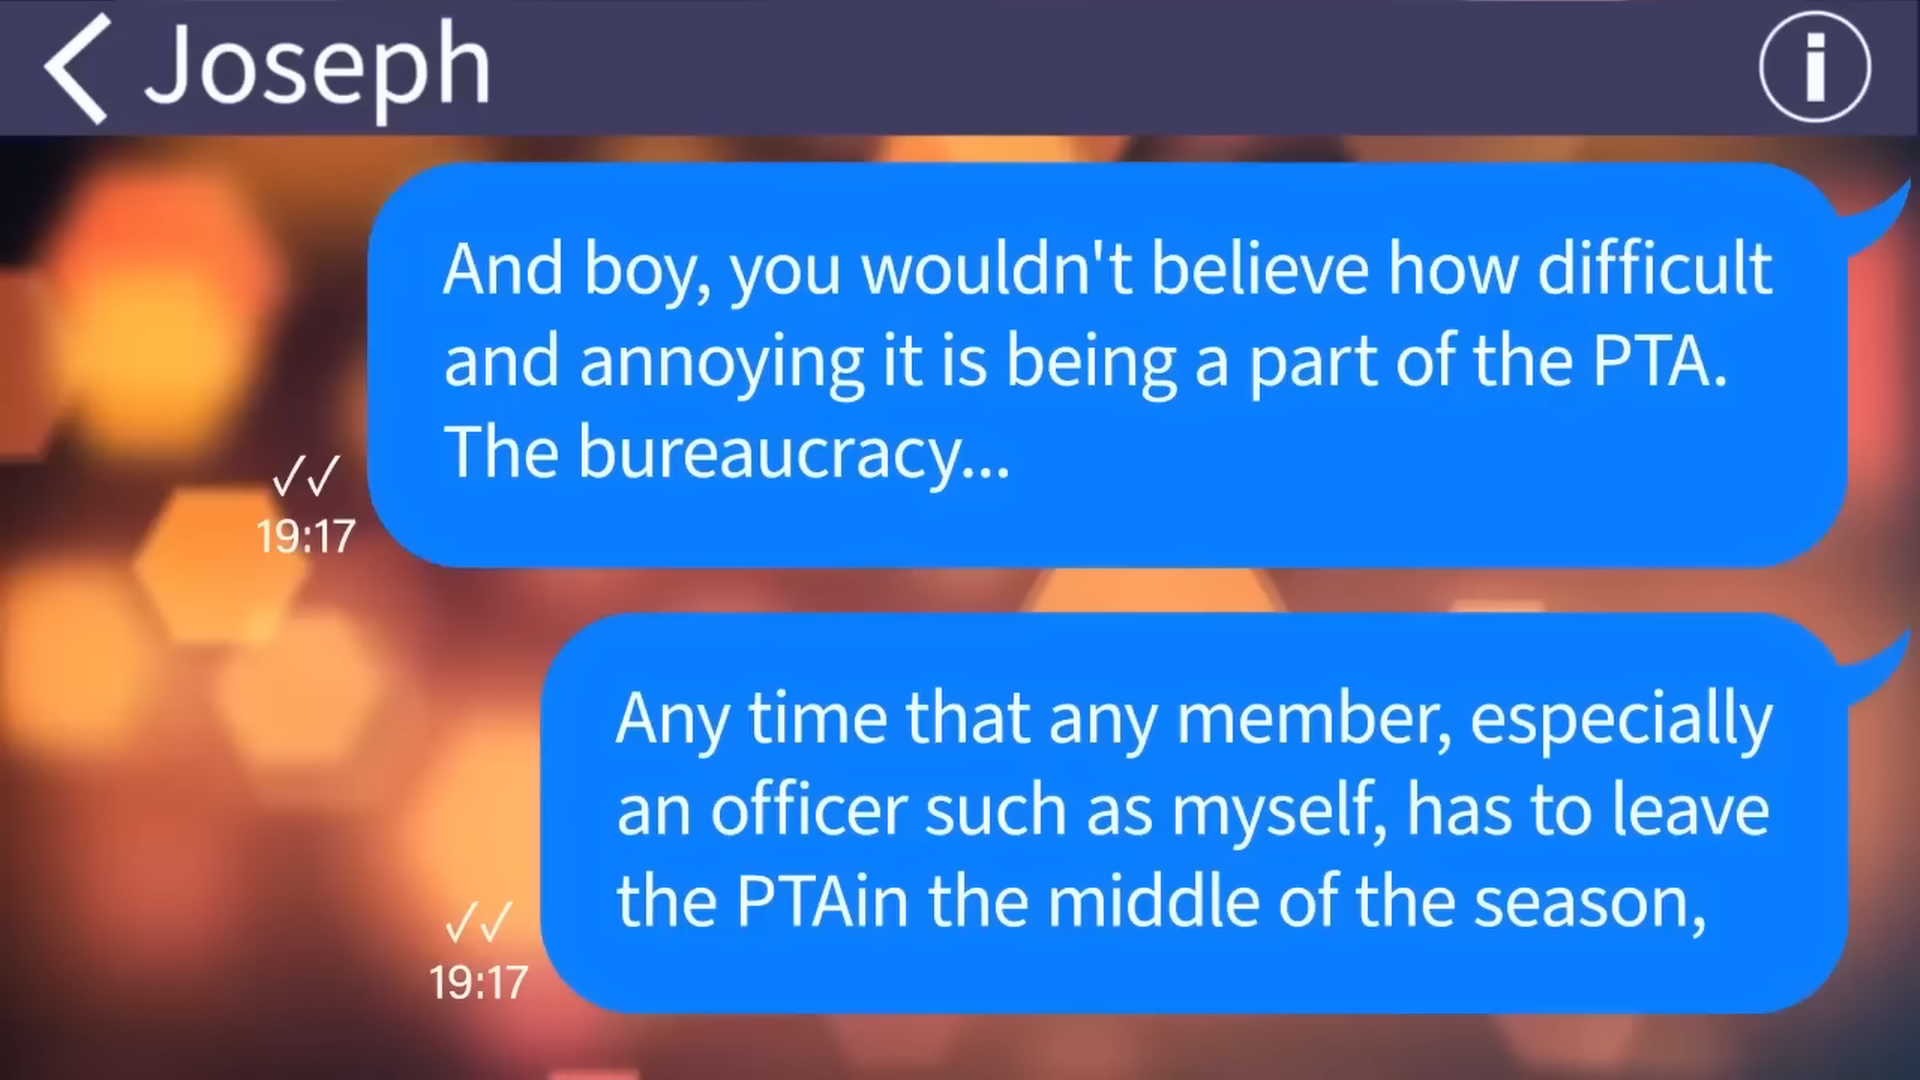 Joseph
And boy, you wouldn't believe how difficult
and annoying it is being a part of the PTA.
The bureaucracy...
✓✓
19:17
Any time that any member, especially
an officer such as myself, has to leave
the PTAin the middle of the season,
✓✓
19:17